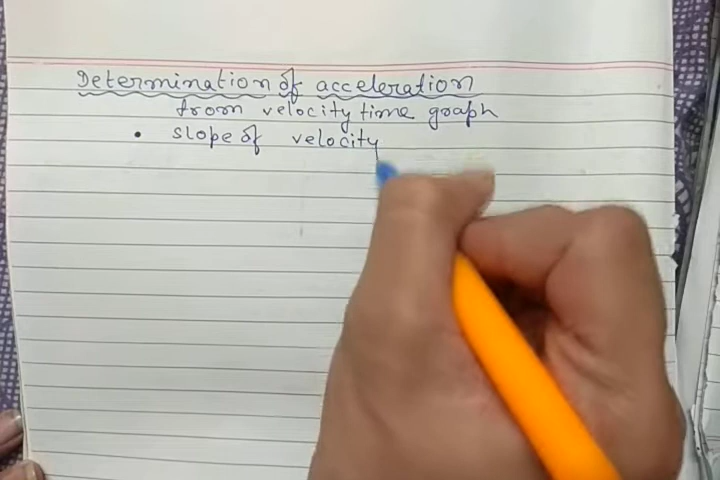 Determination of acceleration
from velocity time graph
• slope of velocity